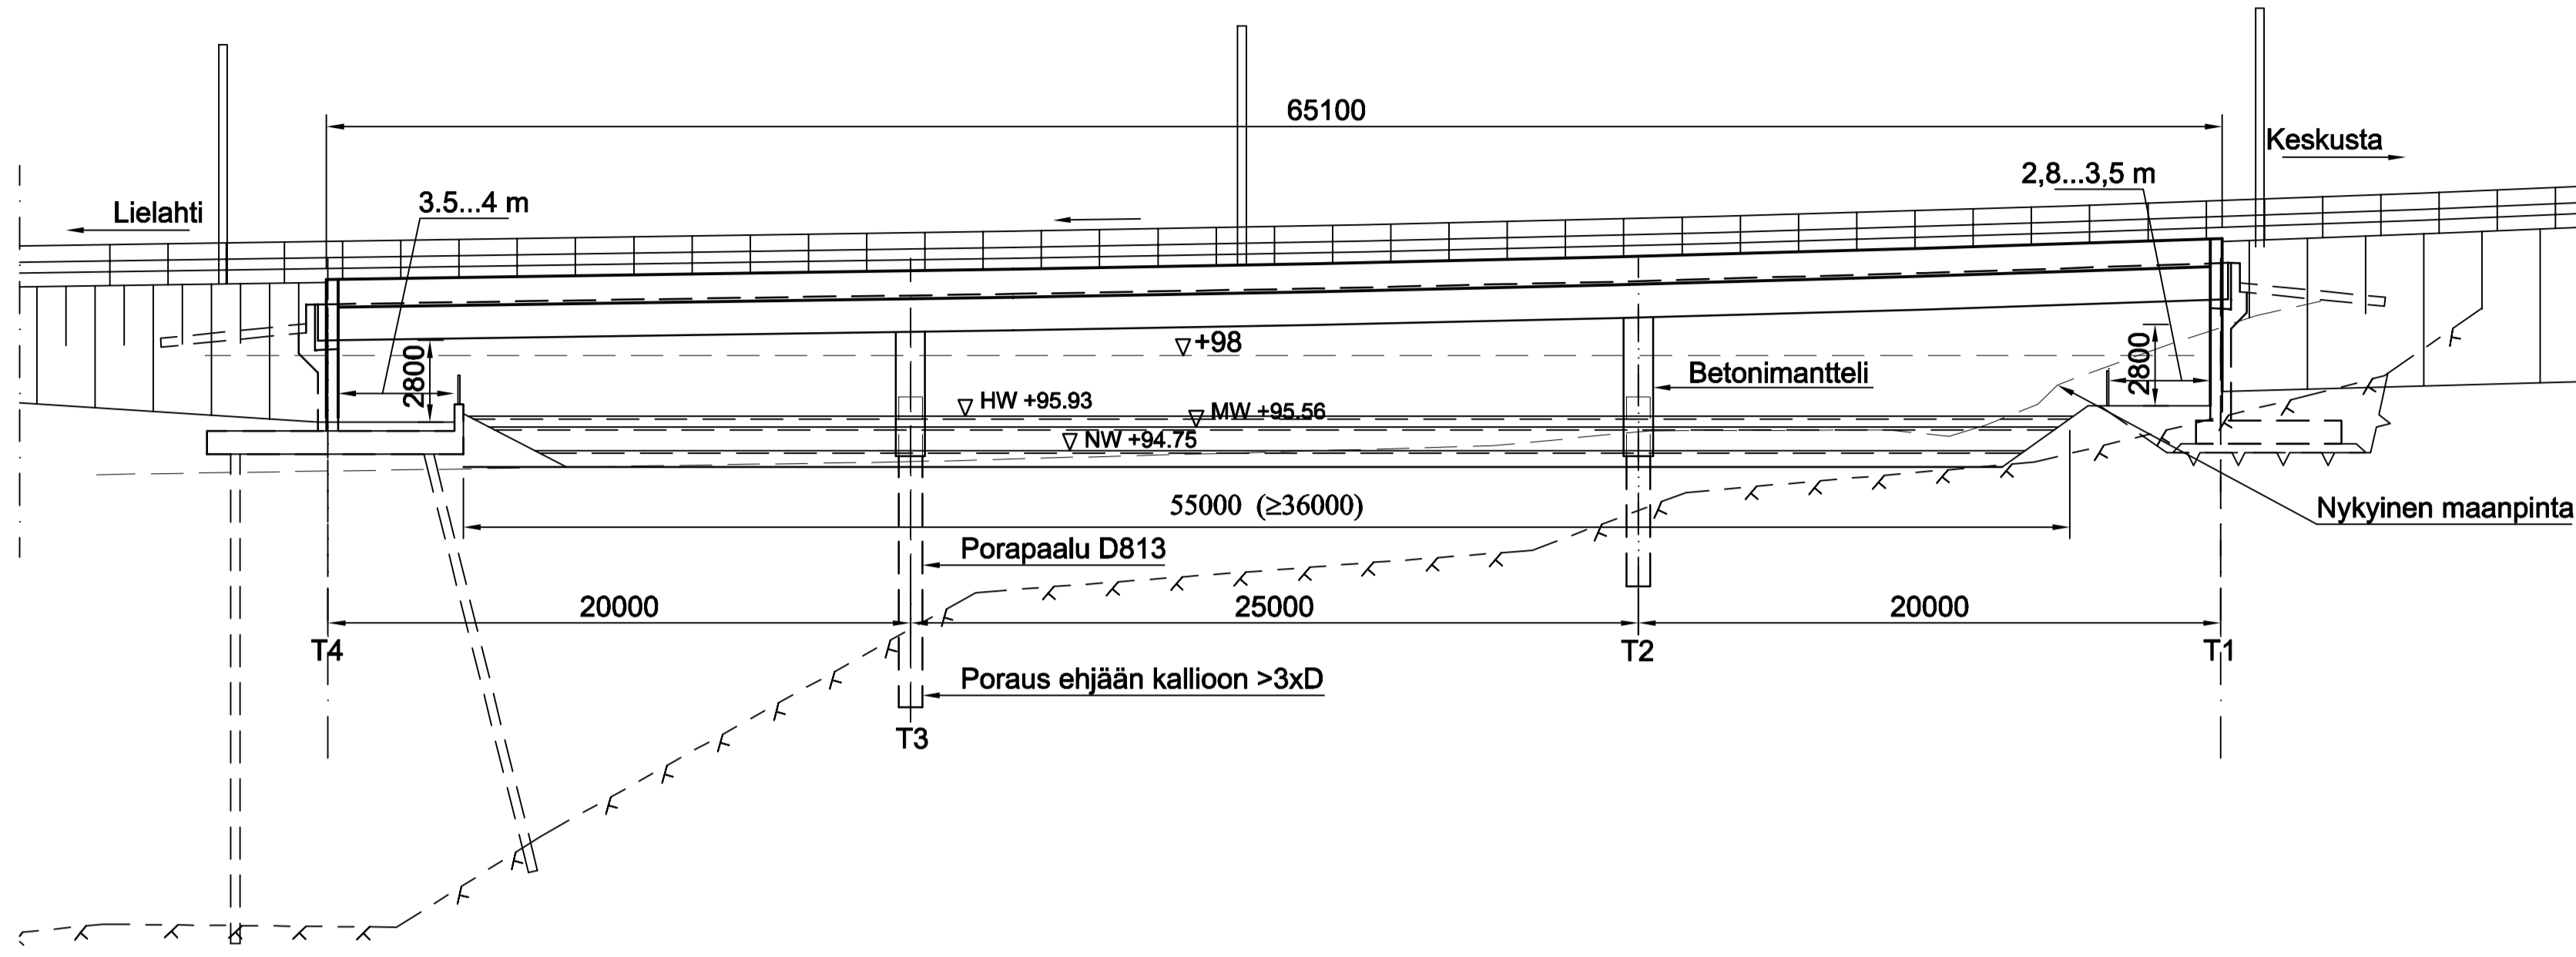 65100
Keskusta
2,8...3,5 m
3.5...4 m
Lielahti
+98
2800
2800
Betonimantteli
HW +95.93
MW +95.56
NW +94.75
55000 (≥36000)
Nykyinen maanpinta
Porapaalu D813
20000
25000
20000
T4
T2
T1
Poraus ehjään kallioon >3xD
T3